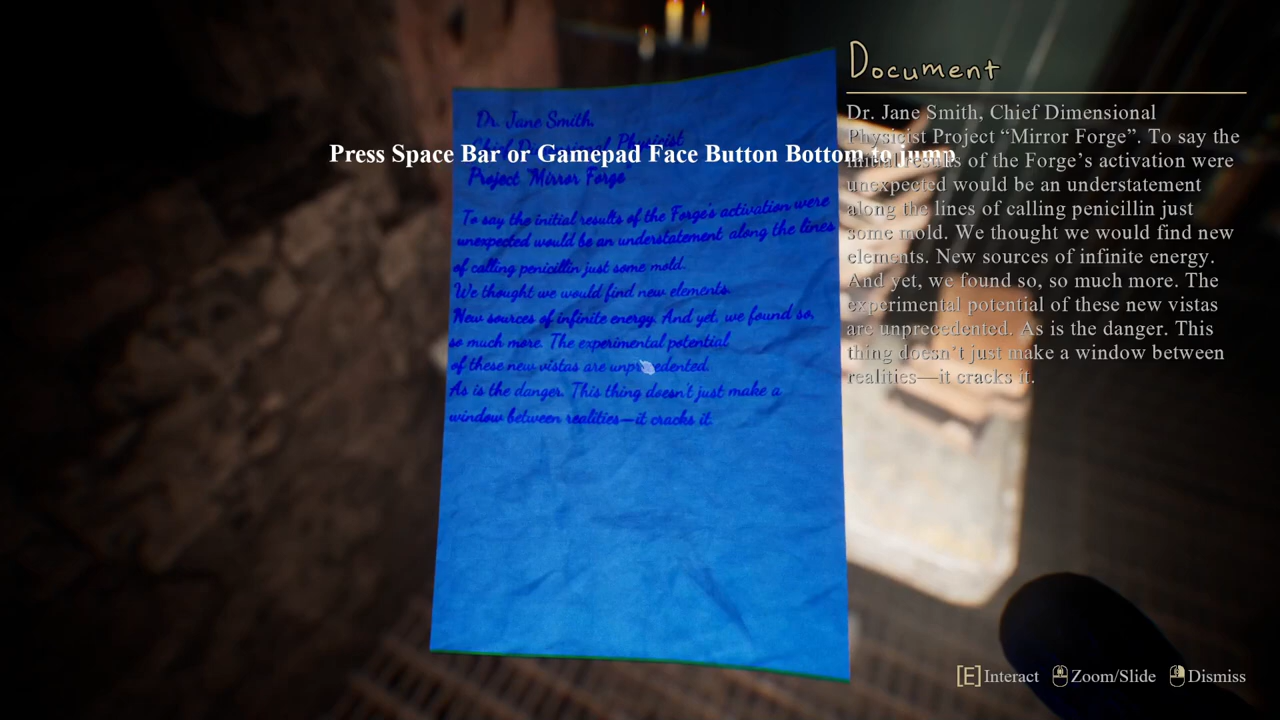 Dr. Jane Smith,
Chief Dimensional Physicist
Project "Mirror Forge"
To say the initial results of the Forge's activation were
unexpected would be an understatement along the lines
of calling penicillin just some mold.
We thought we would find new elements.
New sources of infinite energy. And yet, we found so,
so much more. The experimental potential
of these new vistas are unprecedented.
As is the danger. This thing doesn't just make a
window between realities—it cracks it.
Press Space Bar or Gamepad Face Button Bottom to jump
Document
Dr. Jane Smith, Chief Dimensional
Physicist Project “Mirror Forge”. To say the
initial results of the Forge’s activation were
unexpected would be an understatement
along the lines of calling penicillin just
some mold. We thought we would find new
elements. New sources of infinite energy.
And yet, we found so, so much more. The
experimental potential of these new vistas
are unprecedented. As is the danger. This
thing doesn’t just make a window between
realities—it cracks it.
[E]Interact Zoom/Slide Dismiss